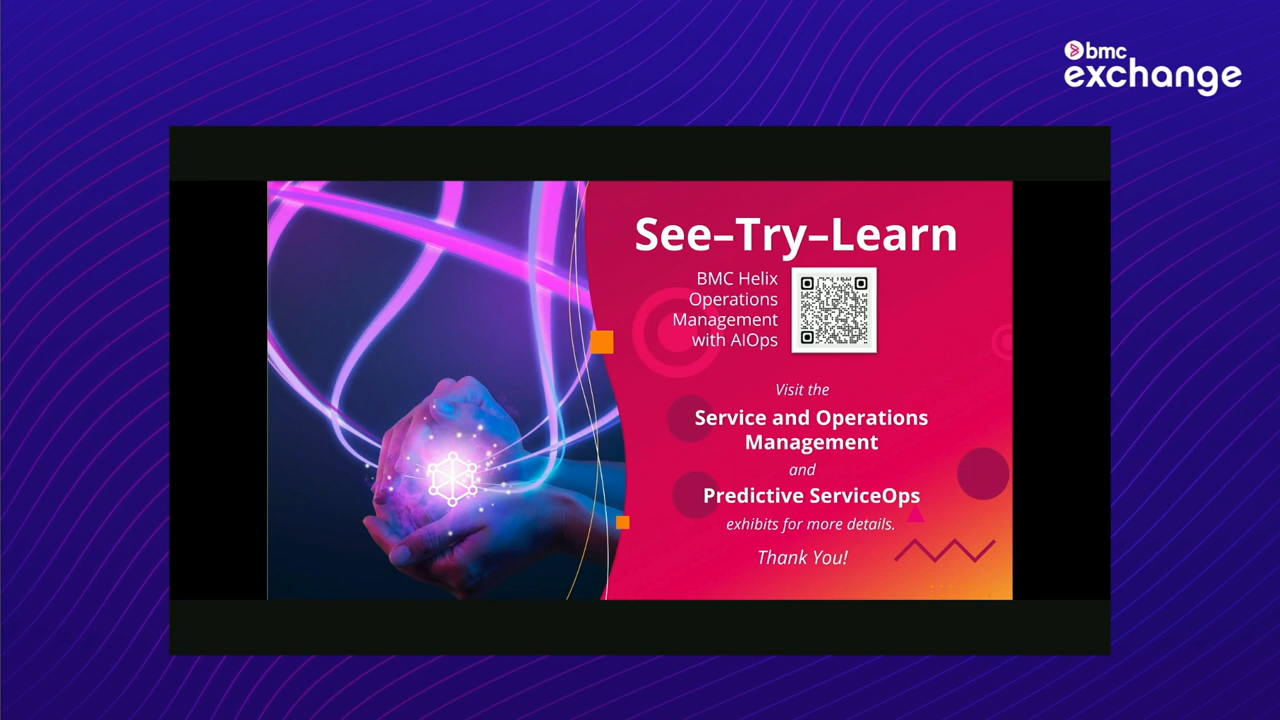 bmc
exchange
See–Try–Learn
BMC Helix
Operations
Management
with AIOps
Visit the
Service and Operations
Management
and
Predictive ServiceOps
exhibits for more details.
Thank You!